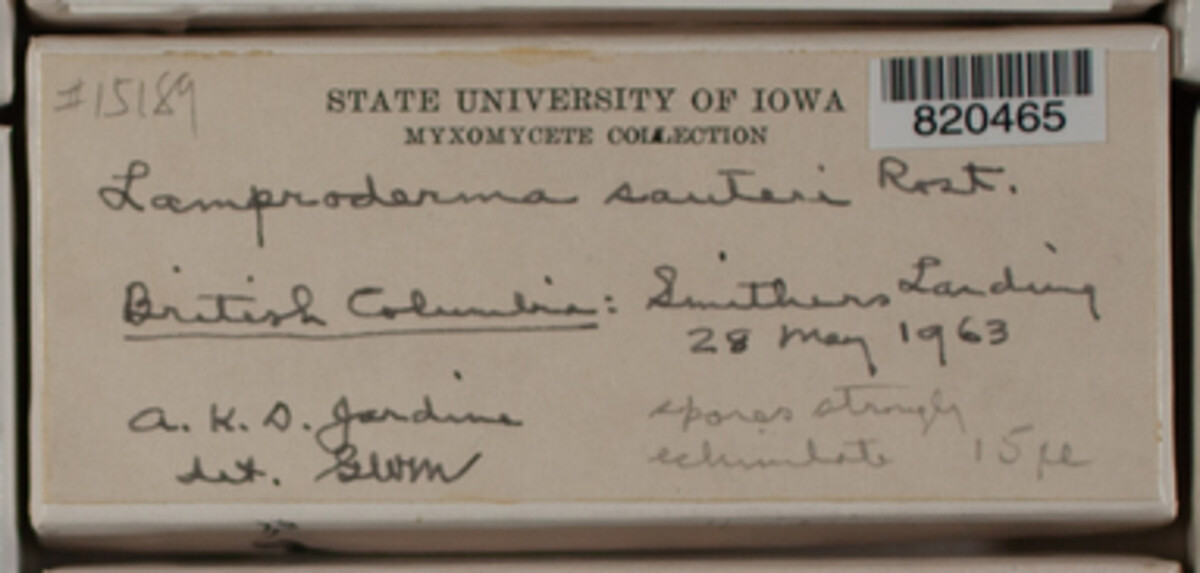 #15189
STATE UNIVERSITY OF IOWA
MYXOMYCETE COLLECTION
820465
Lamproderma sauteri Rost.
British Columbia: Smithers Landing
28 May 1963
A. K. D. Jardine
det. GWM
spores strongly
echinulate 15 µ